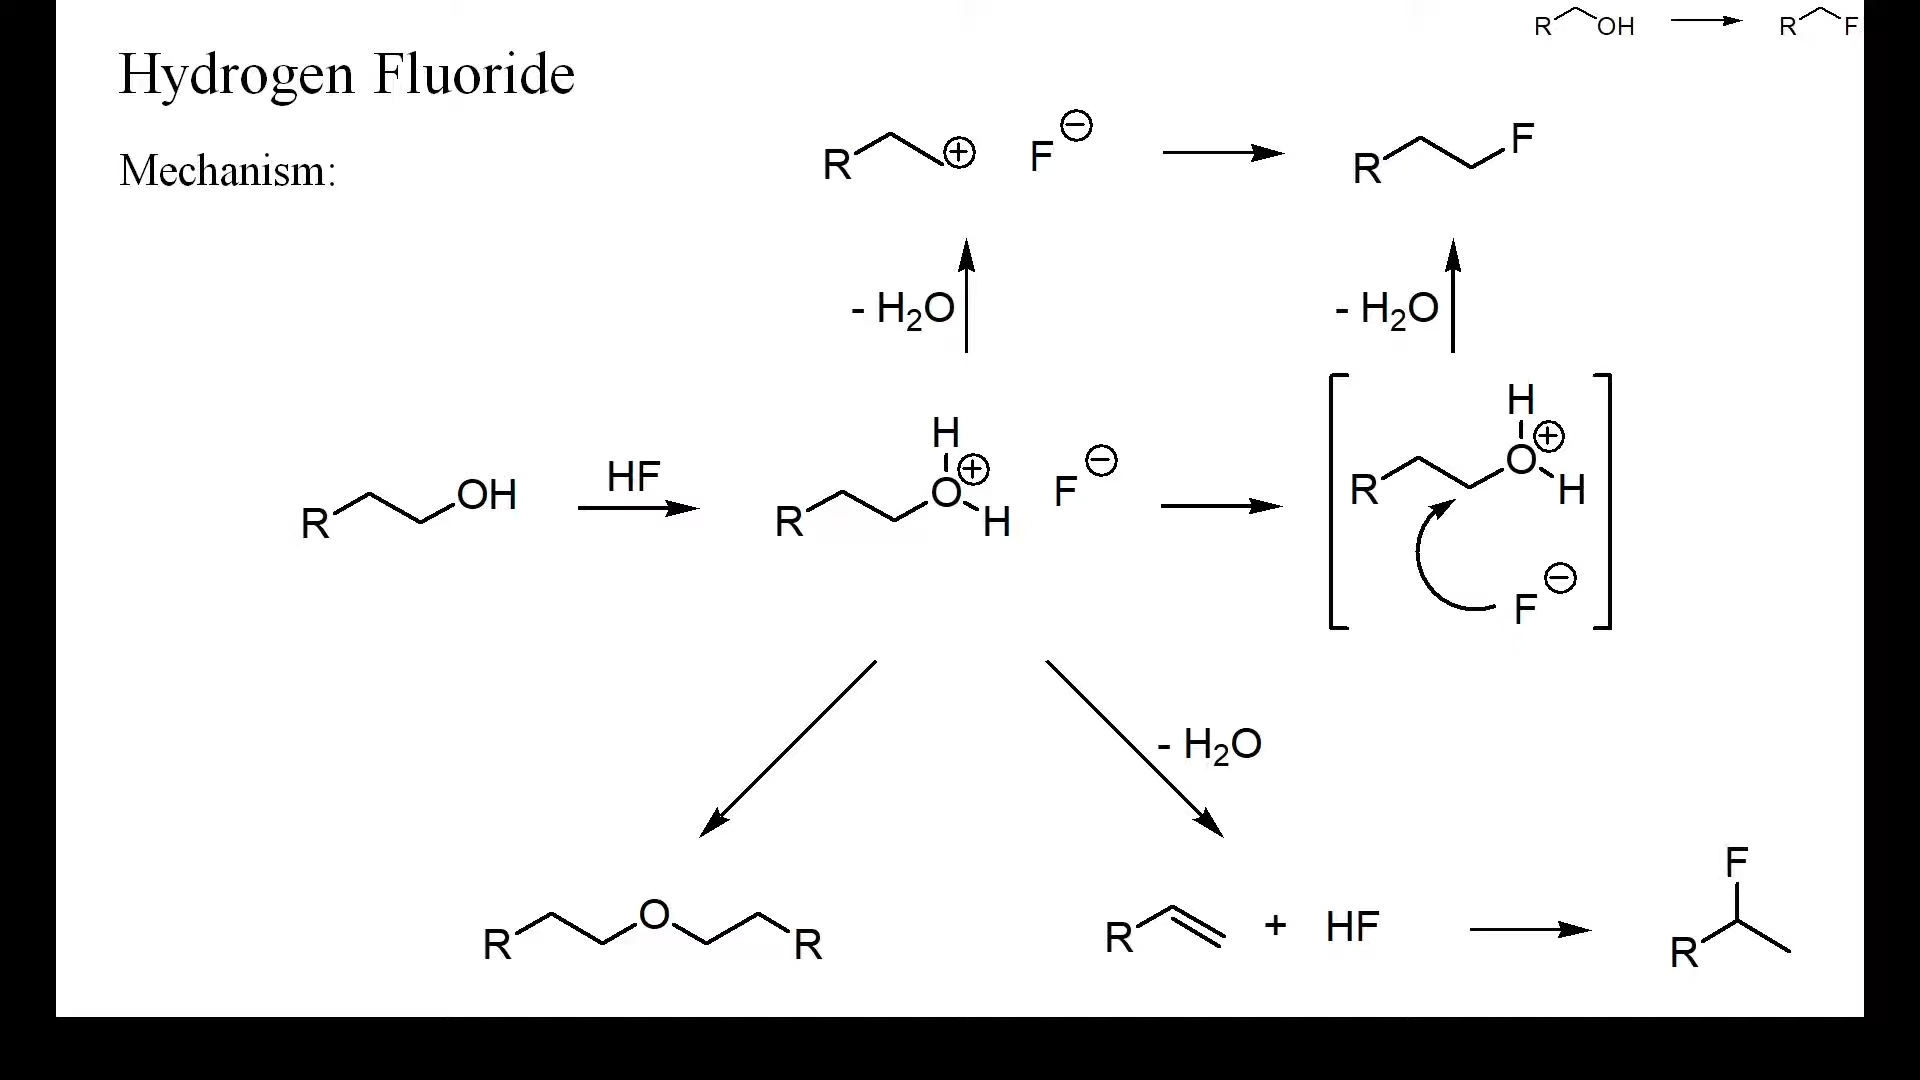 R OH R F
Hydrogen Fluoride
Mechanism:
R ⊕ F ⊖ R F
- H₂O - H₂O
R OH HF R O H H ⊕ F ⊖ R O H H ⊕ F ⊖
- H₂O
R O R R + HF R F